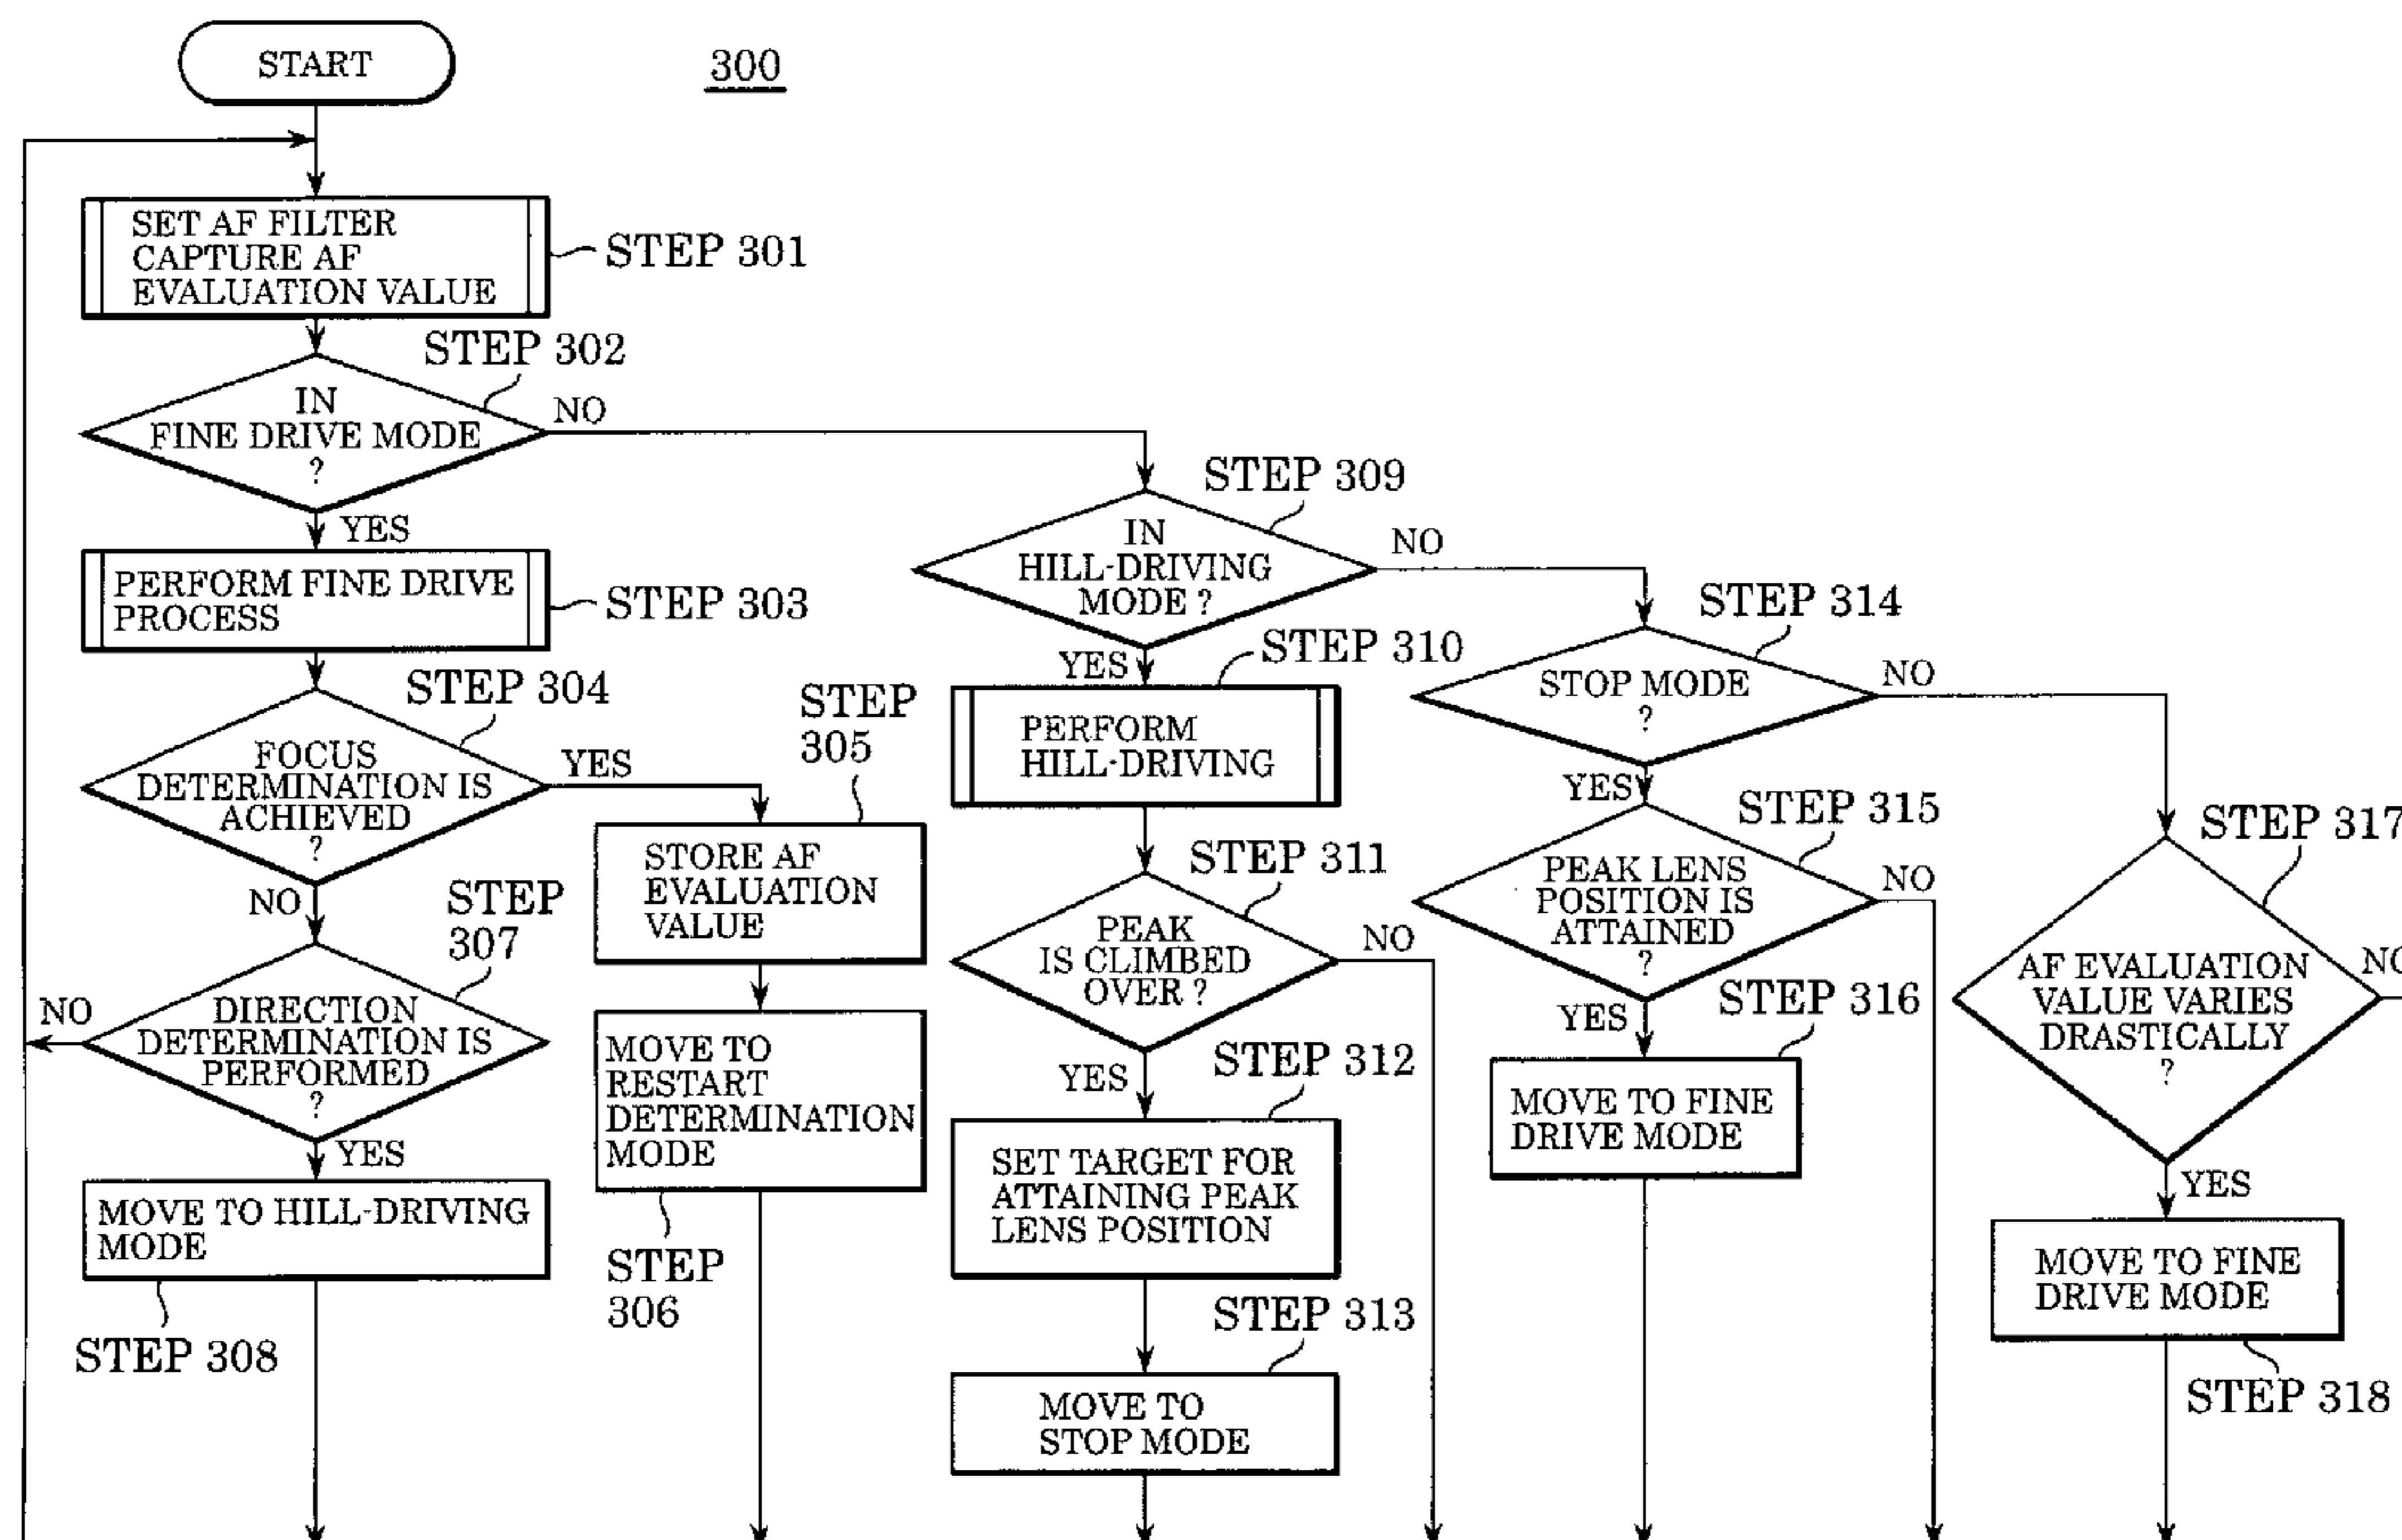 START
300
SET AF FILTER
CAPTURE AF
EVALUATION VALUE
STEP 301
STEP 302
IN
FINE DRIVE MODE
?
NO
YES
PERFORM FINE DRIVE
PROCESS
STEP 303
STEP 304
FOCUS
DETERMINATION IS
ACHIEVED
?
YES
NO
STEP
305
STORE AF
EVALUATION
VALUE
MOVE TO
RESTART
DETERMINATION
MODE
STEP
306
STEP
307
DIRECTION
DETERMINATION IS
PERFORMED
?
NO
YES
MOVE TO HILL-DRIVING
MODE
STEP 308
STEP 309
IN
HILL-DRIVING
MODE ?
NO
YES
STEP 310
PERFORM
HILL-DRIVING
STEP 311
PEAK
IS CLIMBED
OVER ?
NO
YES
STEP 312
SET TARGET FOR
ATTAINING PEAK
LENS POSITION
STEP 313
MOVE TO
STOP MODE
STEP 314
STOP MODE
?
NO
YES
STEP 315
PEAK LENS
POSITION IS
ATTAINED
?
NO
YES
STEP 316
MOVE TO FINE
DRIVE MODE
STEP 317
AF EVALUATION
VALUE VARIES
DRASTICALLY
?
NO
YES
MOVE TO FINE
DRIVE MODE
STEP 318